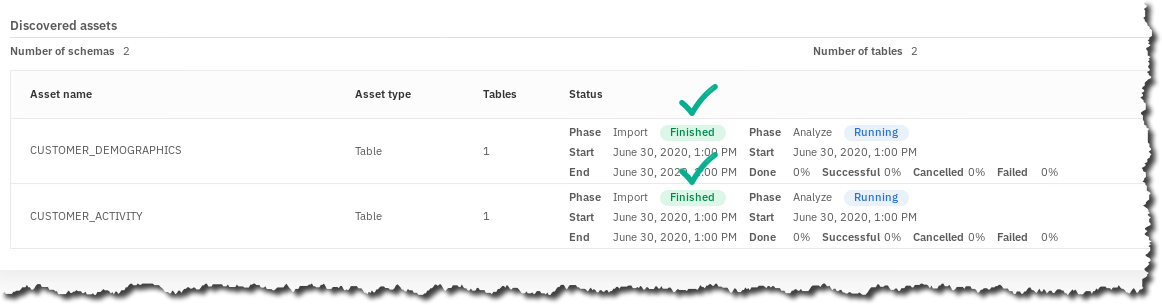 Discovered assets
Number of schemas 2 Number of tables 2
Asset name Asset type Tables Status
Phase Import Finished Phase Analyze Running
CUSTOMER_DEMOGRAPHICS Table 1 Start June 30, 2020, 1:00 PM Start June 30, 2020, 1:00 PM
End June 30, 2020, 1:00 PM Done 0% Successful 0% Cancelled 0% Failed 0%
Phase Import Finished Phase Analyze Running
CUSTOMER_ACTIVITY Table 1 Start June 30, 2020, 1:00 PM Start June 30, 2020, 1:00 PM
End June 30, 2020, 1:00 PM Done 0% Successful 0% Cancelled 0% Failed 0%